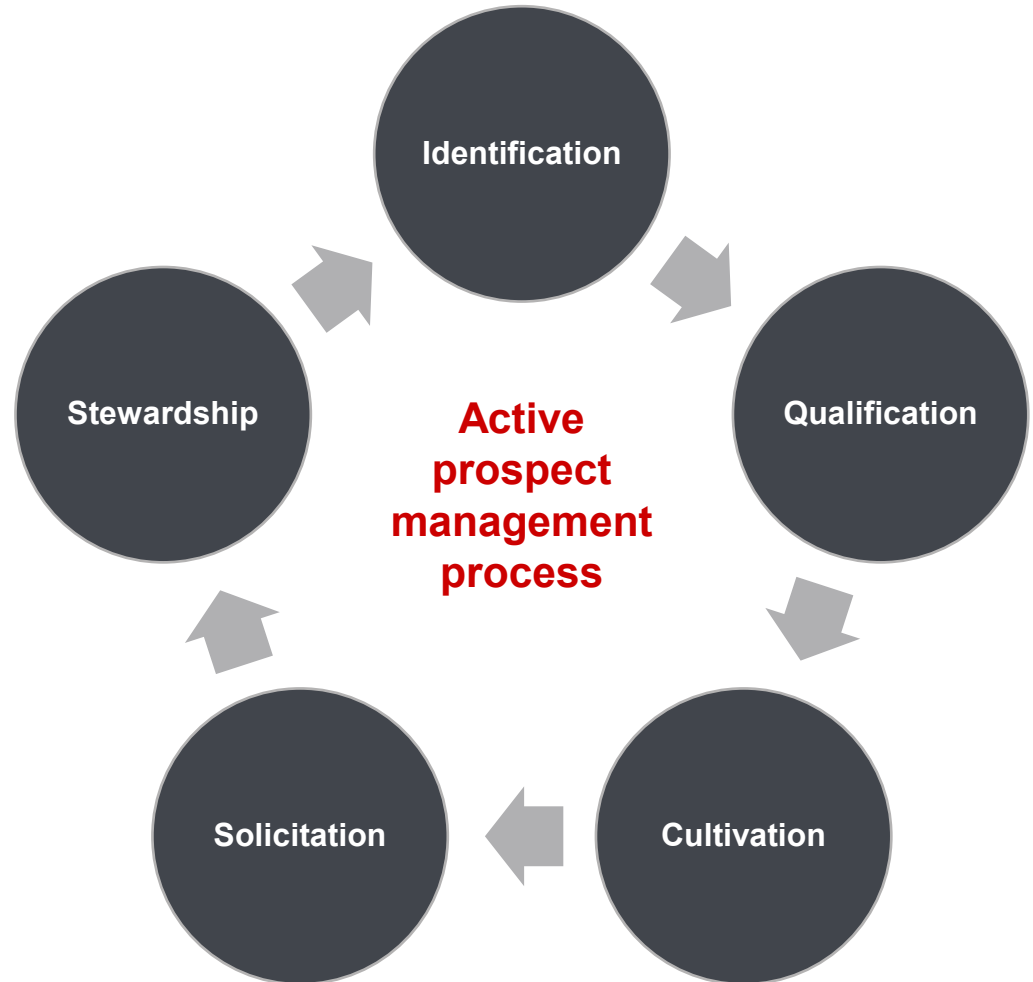 Identification
Qualification
Cultivation
Solicitation
Stewardship
Active
prospect
management
process